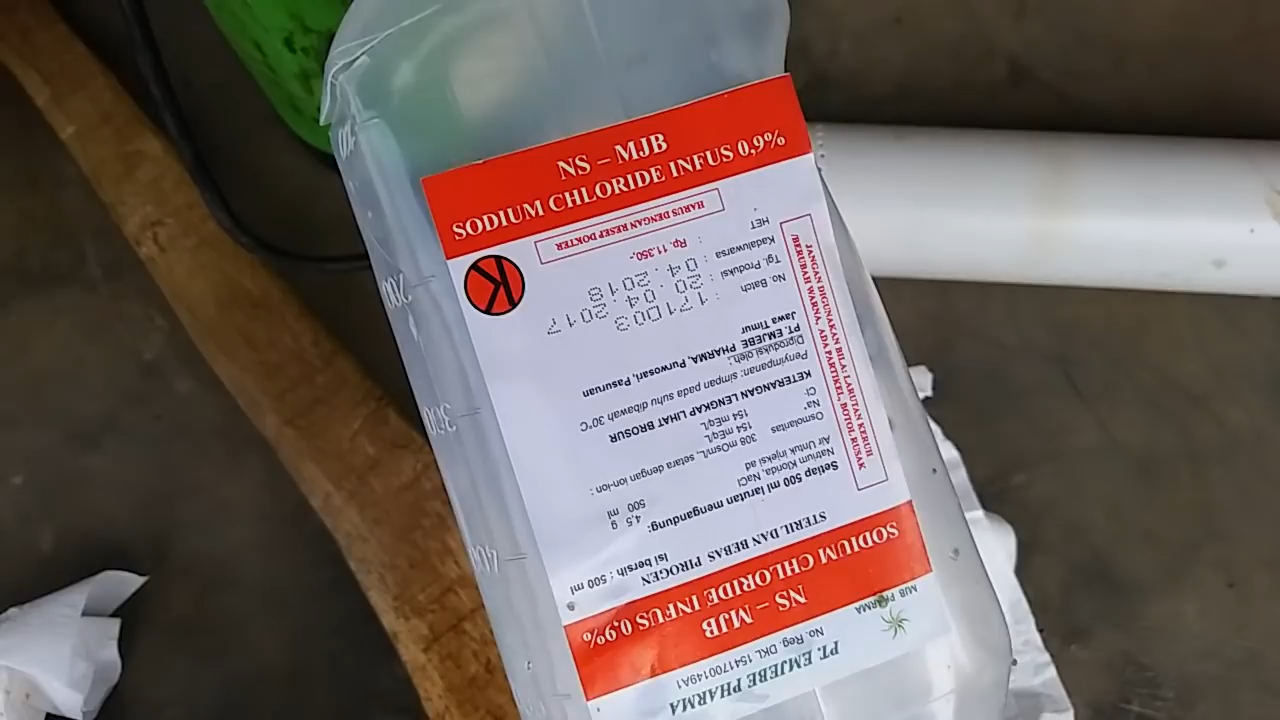 NS – MJB
SODIUM CHLORIDE INFUS 0,9%
PT. EMJEBE PHARMA
No. Reg. DKL 1541700149A1
MJB PHARMA
NS – MJB
SODIUM CHLORIDE INFUS 0,9%
STERIL DAN BEBAS PIROGEN
Isi bersih : 500 ml
Setiap 500 ml larutan mengandung:
Natrium Klorida, NaCl 4,5 g
Air Untuk injeksi ad 500 ml
Osmolaritas 308 mOsm/L, setara dengan ion-ion :
Na⁺ 154 mEq/L
Cl⁻ 154 mEq/L
KETERANGAN LENGKAP LIHAT BROSUR
Penyimpanan: simpan pada suhu dibawah 30°C
Diproduksi oleh :
PT. EMJEBE PHARMA, Purwosari, Pasuruan
Jawa Timur
No. Batch : 171D03
Tgl. Produksi : 20.04.2017
Kadaluwarsa : 04.2018
HET : Rp. 11.350,-
HARUS DENGAN RESEP DOKTER
JANGAN DIGUNAKAN BILA: LARUTAN KERUH
/BERUBAH WARNA, ADA PARTIKEL, BOTOL RUSAK
K
200
300
400